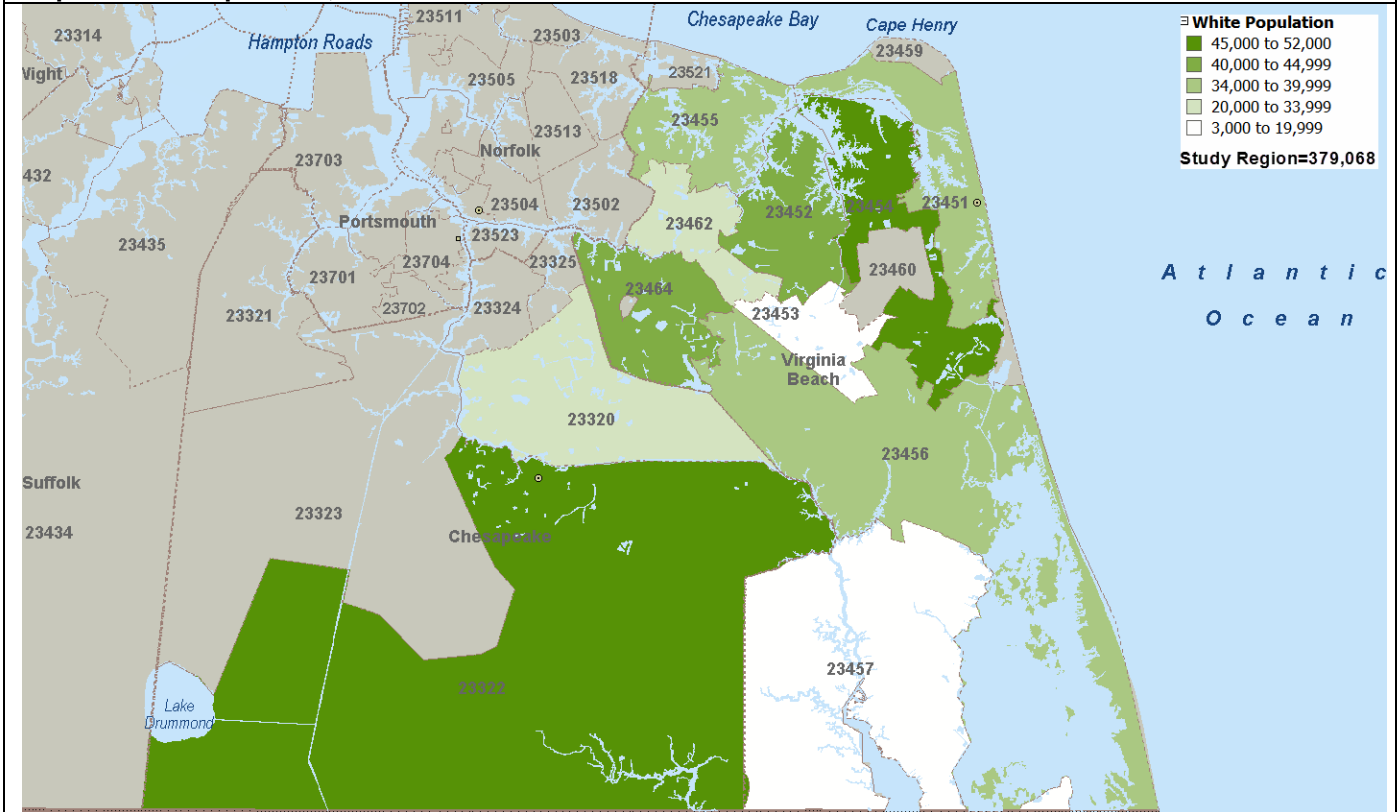 23511
Chesapeake Bay
Cape Henry
White Population
23314
Hampton Roads
23503
23459
45,000 to 52,000
40,000 to 44,999
34,000 to 39,999
20,000 to 33,999
3,000 to 19,999
Study Region=379,068
Wight
23505
23518
23521
23455
23513
Norfolk
23703
432
23504
23502
23452
23454
23451
Portsmouth
23462
23435
23523
23704
23325
23701
23460
Atlantic
Ocean
23464
23702
23324
23321
23453
Virginia
Beach
23320
23456
Suffolk
23323
23434
Chesapeake
23457
23322
Lake
Drummond